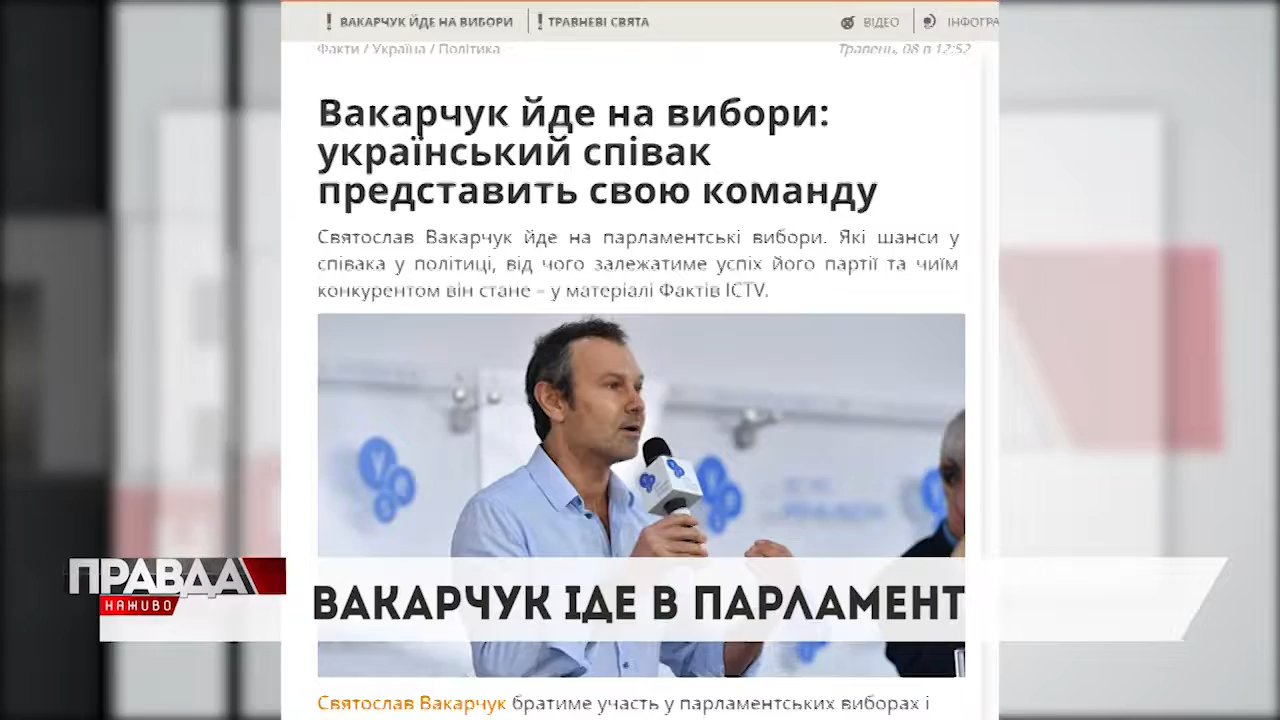 ВАКАРЧУК ЙДЕ НА ВИБОРИ ТРАВНЕВІ СВЯТА ВІДЕО ІНФОГРА
Факти / Україна / Політика Травень, 08 п 12:52
Вакарчук йде на вибори:
український співак
представить свою команду
Святослав Вакарчук йде на парламентські вибори. Які шанси у
співака у політиці, від чого залежатиме успіх його партії та чиїм
конкурентом він стане – у матеріалі Фактів ICTV.
ПРАВДА
НАЖИВО
ВАКАРЧУК ІДЕ В ПАРЛАМЕНТ
Святослав Вакарчук братиме участь у парламентських виборах і